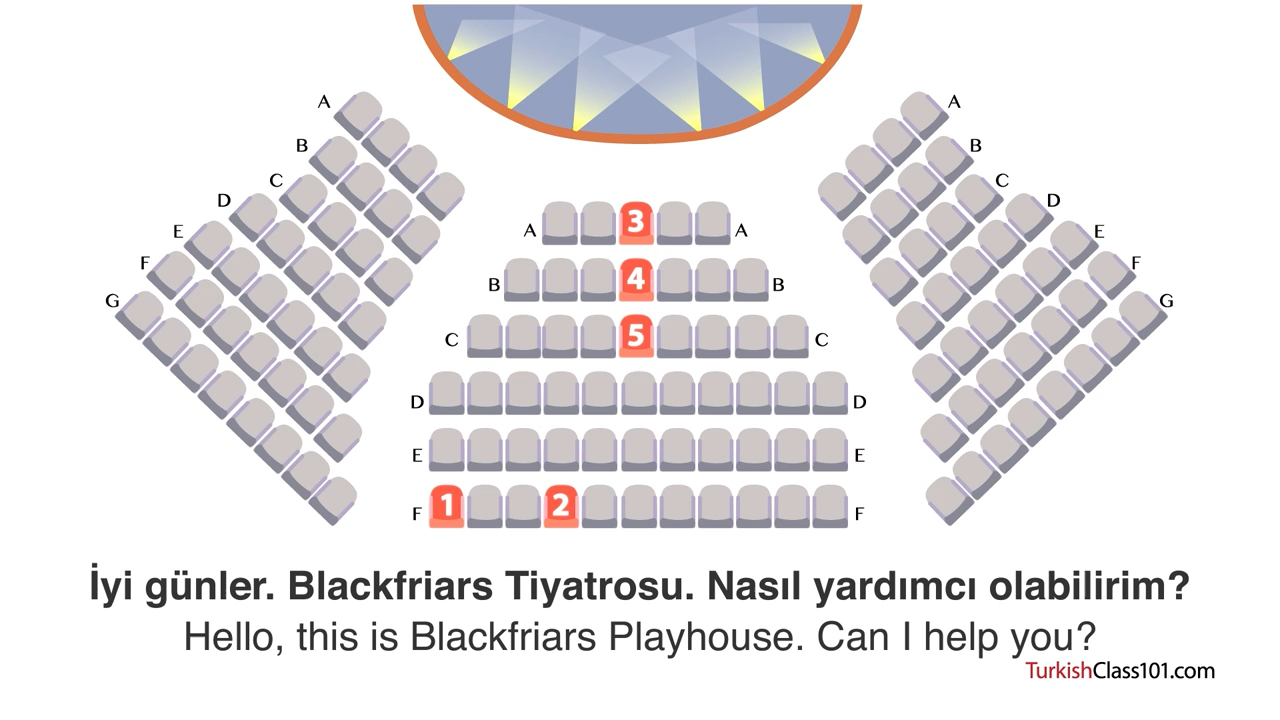 A
A
B
B
C
C
D
D
E
E
F
F
G
G
A 3 A
B 4 B
C 5 C
D D
E E
F 1 2 F
İyi günler. Blackfriars Tiyatrosu. Nasıl yardımcı olabilirim?
Hello, this is Blackfriars Playhouse. Can I help you?
TurkishClass101.com